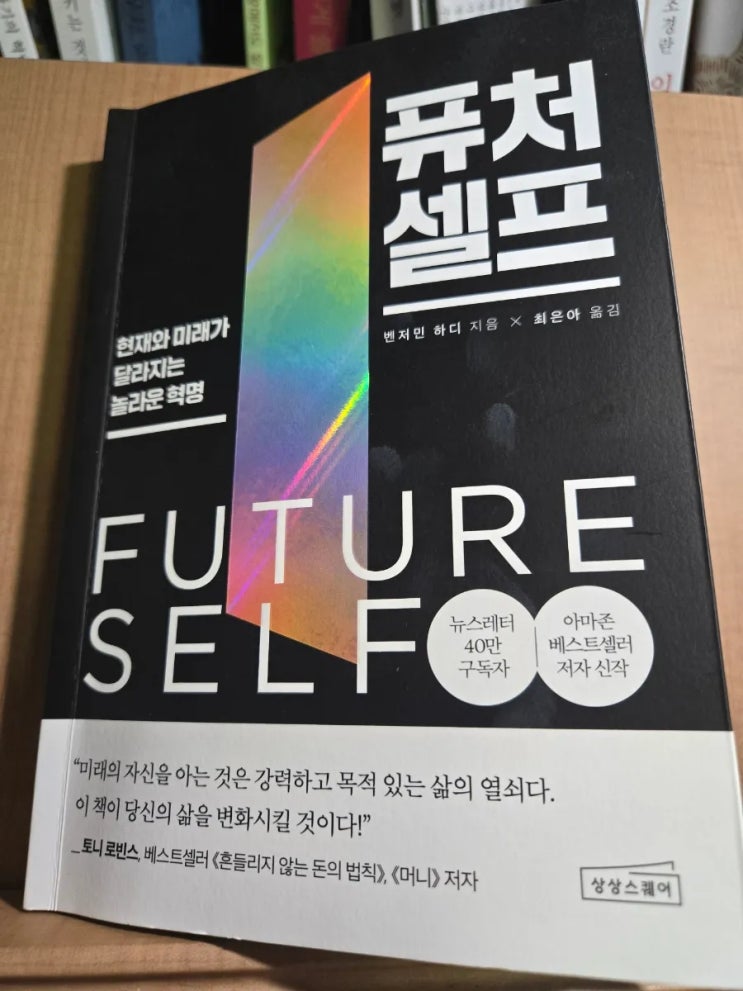 퓨처
셀프
벤저민 하디 지음 × 최은아 옮김
현재와 미래가
달라지는
놀라운 혁명
FUTURE
SELF
뉴스레터
40만
구독자
아마존
베스트셀러
저자 신작
“미래의 자신을 아는 것은 강력하고 목적 있는 삶의 열쇠다.
이 책이 당신의 삶을 변화시킬 것이다!”
_토니 로빈스, 베스트셀러 《흔들리지 않는 돈의 법칙》, 《머니》 저자
상상스퀘어